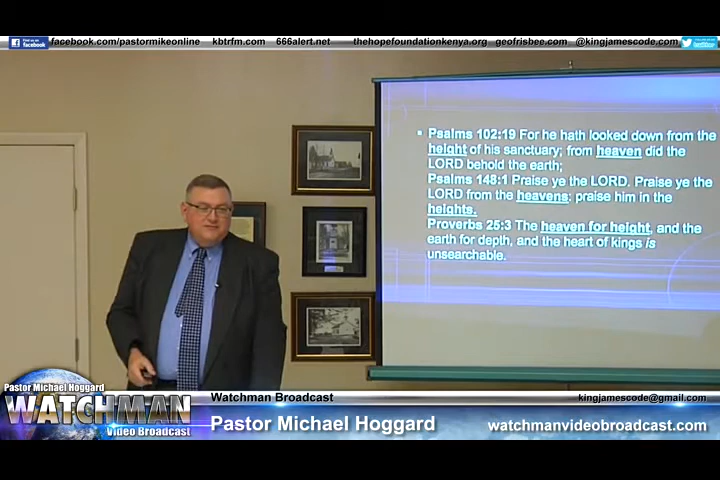 Find us on facebook
facebook.com/pastormikeonline kbtrfm.com 666alert.net thehopefoundationkenya.org geofrisbee.com @kingjamescode.com
▪ Psalms 102:19 For he hath looked down from the
height of his sanctuary; from heaven did the
LORD behold the earth;
Psalms 148:1 Praise ye the LORD. Praise ye the
LORD from the heavens: praise him in the
heights.
Proverbs 25:3 The heaven for height, and the
earth for depth, and the heart of kings is
unsearchable.
Pastor Michael Hoggard
WATCHMAN
Video Broadcast
Watchman Broadcast kingjamescode@gmail.com
Pastor Michael Hoggard watchmanvideobroadcast.com